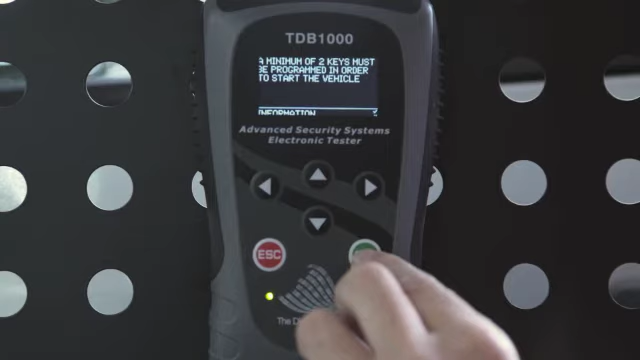 TDB1000
A MINIMUM OF 2 KEYS MUST
BE PROGRAMMED IN ORDER
TO START THE VEHICLE
INFORMATION
Advanced Security Systems
Electronic Tester
ESC
The